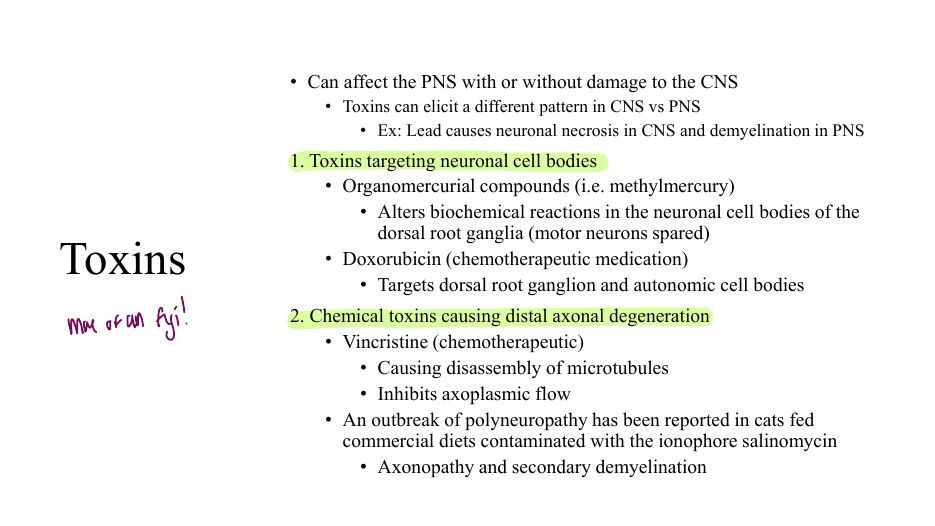 • Can affect the PNS with or without damage to the CNS
• Toxins can elicit a different pattern in CNS vs PNS
• Ex: Lead causes neuronal necrosis in CNS and demyelination in PNS
1. Toxins targeting neuronal cell bodies
• Organomercurial compounds (i.e. methylmercury)
• Alters biochemical reactions in the neuronal cell bodies of the
dorsal root ganglia (motor neurons spared)
Toxins
• Doxorubicin (chemotherapeutic medication)
• Targets dorsal root ganglion and autonomic cell bodies
more of an fyi!
2. Chemical toxins causing distal axonal degeneration
• Vincristine (chemotherapeutic)
• Causing disassembly of microtubules
• Inhibits axoplasmic flow
• An outbreak of polyneuropathy has been reported in cats fed
commercial diets contaminated with the ionophore salinomycin
• Axonopathy and secondary demyelination